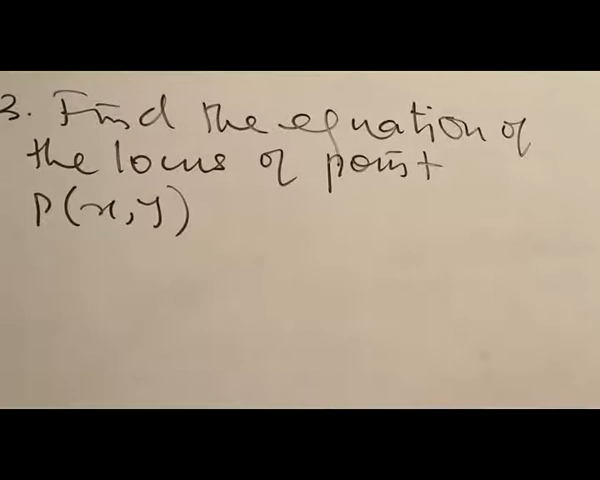 3. Find the equation of
the locus of point
P(x,y)